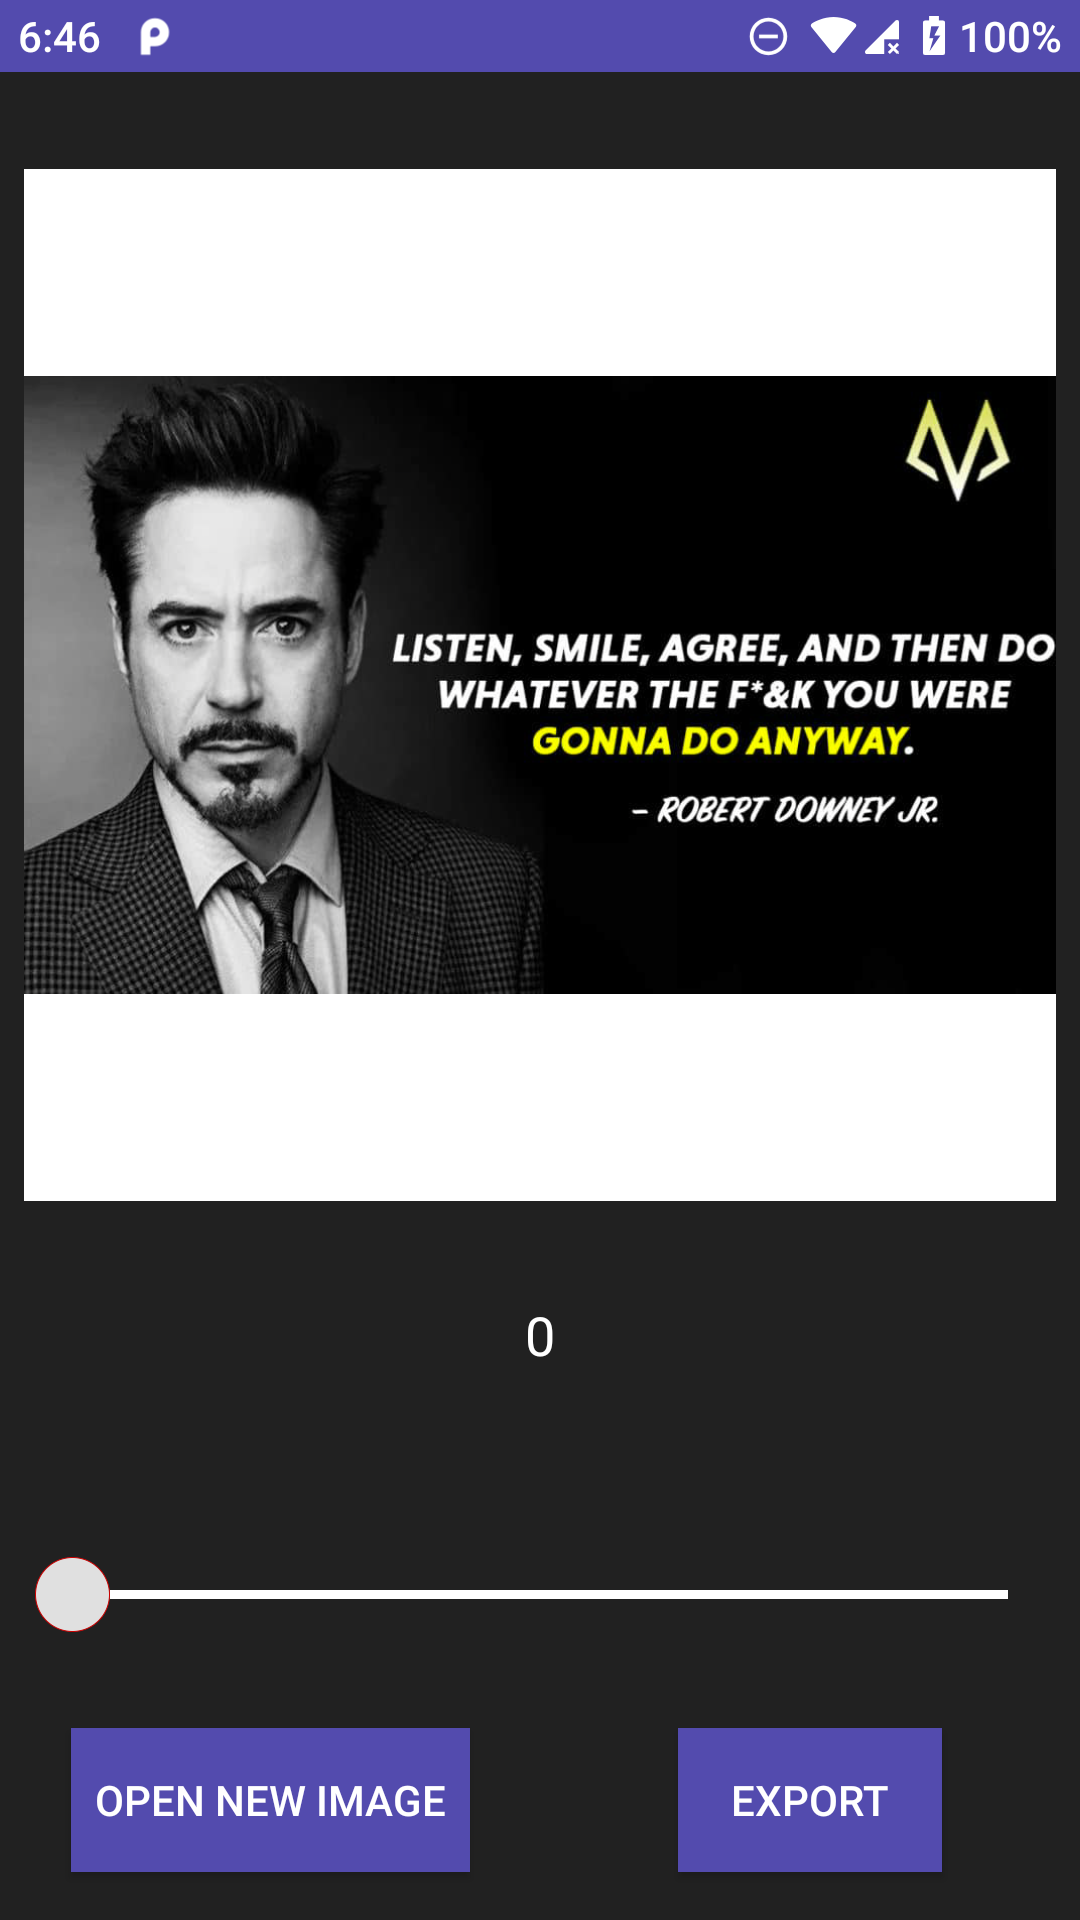 6:46
100%
LISTEN, SMILE, AGREE, AND THEN DO
WHATEVER THE F*&K YOU WERE
GONNA DO ANYWAY.
– ROBERT DOWNEY JR.
0
OPEN NEW IMAGE
EXPORT